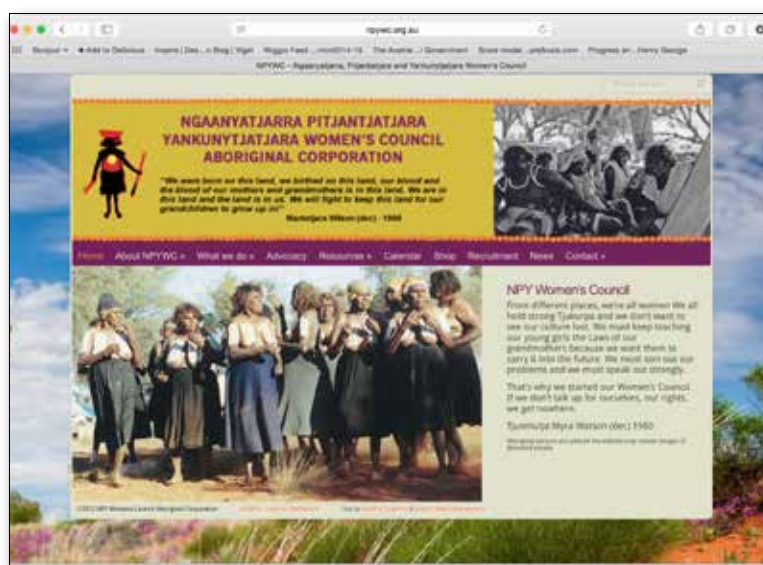 npywc.org.au
Bonjour
Add to Delicious
NPYWC – Ngaanyatjarra, Pitjantjatjara and Yankunytjatjara Women's Council
NGAANYATJARRA PITJANTJATJARA
YANKUNYTJATJARA WOMEN'S COUNCIL
ABORIGINAL CORPORATION
"We were born on this land, we birthed on this land, our blood and
the blood of our mothers and grandmothers is in this land. We are in
this land and the land is in us. We will fight to keep this land for our
grandchildren to grow up in"
Wilson (dec) - 1988
Home About NPYWC » What we do » Advocacy Resources » Calendar Shop Recruitment News Contact »
NPY Women's Council
From different places, we're all women We all
hold strong Tjukurpa and we don't want to
see our culture lost. We must keep teaching
our young girls the Laws of our
grandmothers because we want them to
carry it into the future. We must sort out our
problems and we must speak out strongly.
That's why we started our Women's Council.
If we don't talk up for ourselves, our rights,
we get nowhere.
Watson (dec) 1980